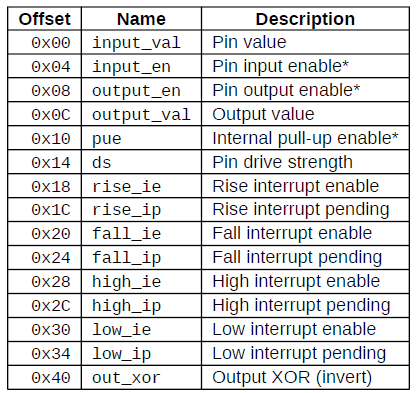 Offset Name Description
0x00 input_val Pin value
0x04 input_en Pin input enable*
0x08 output_en Pin output enable*
0x0C output_val Output value
0x10 pue Internal pull-up enable*
0x14 ds Pin drive strength
0x18 rise_ie Rise interrupt enable
0x1C rise_ip Rise interrupt pending
0x20 fall_ie Fall interrupt enable
0x24 fall_ip Fall interrupt pending
0x28 high_ie High interrupt enable
0x2C high_ip High interrupt pending
0x30 low_ie Low interrupt enable
0x34 low_ip Low interrupt pending
0x40 out_xor Output XOR (invert)